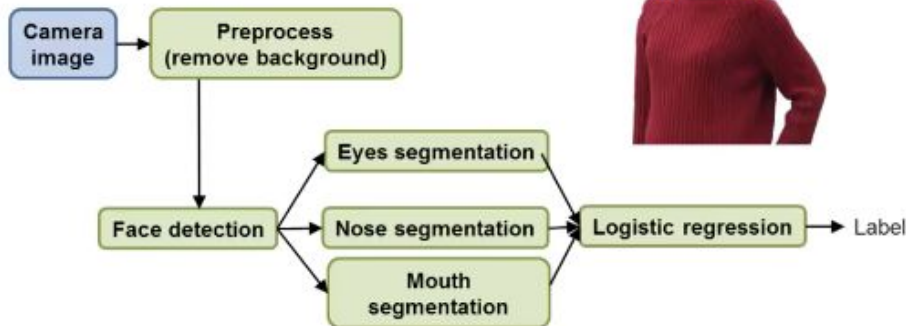 Camera
image
Preprocess
(remove background)
Eyes segmentation
Face detection
Nose segmentation
Logistic regression
Label
Mouth
segmentation